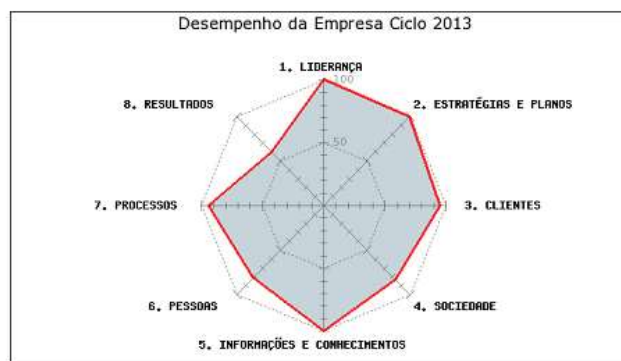 Desempenho da Empresa Ciclo 2013
1. LIDERANÇA
100
8. RESULTADOS
2. ESTRATÉGIAS E PLANOS
50
7. PROCESSOS
3. CLIENTES
6. PESSOAS
4. SOCIEDADE
5. INFORMAÇÕES E CONHECIMENTOS